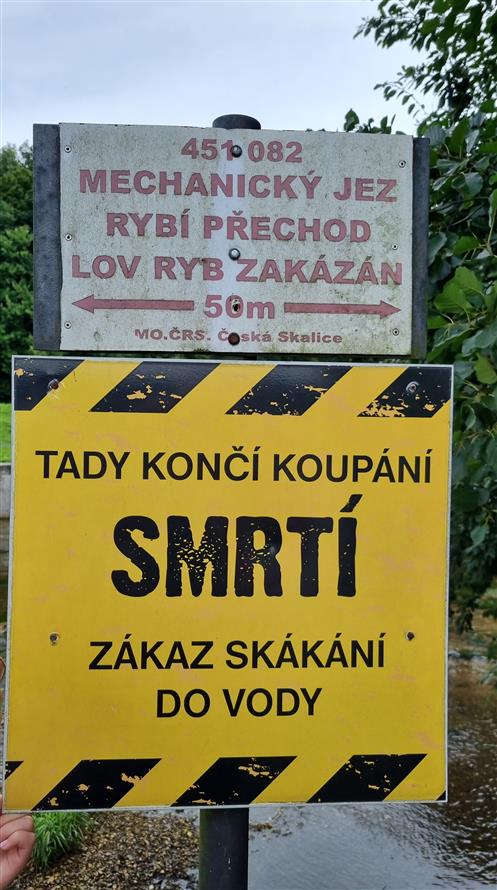 451 082
MECHANICKÝ JEZ
RYBÍ PŘECHOD
LOV RYB ZAKÁZÁN
50m
MO.ČRS. Česká Skalice
TADY KONČÍ KOUPÁNÍ
SMRTÍ
ZÁKAZ SKÁKÁNÍ
DO VODY